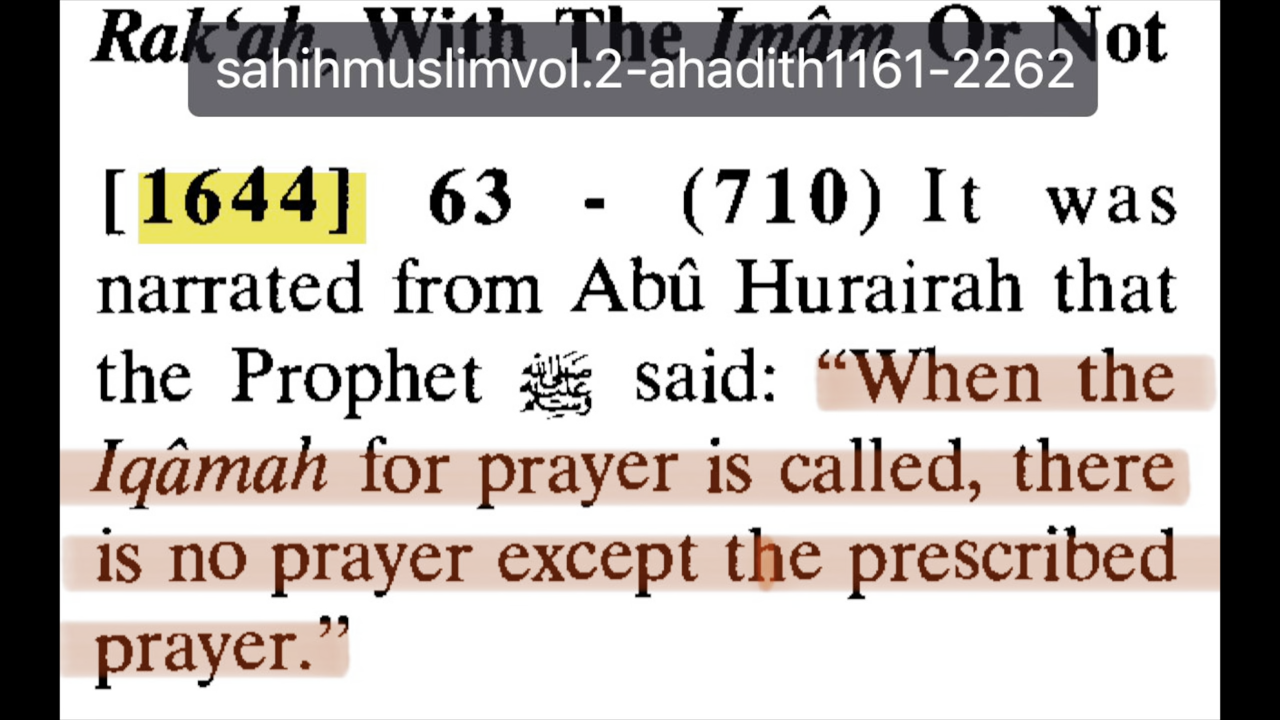 Rak‘ah, With The Imâm Or Not
sahihmuslimvol.2-ahadith1161-2262
[1644] 63 - (710) It was
narrated from Abû Hurairah that
the Prophet ﷺ said: “When the
Iqâmah for prayer is called, there
is no prayer except the prescribed
prayer.”